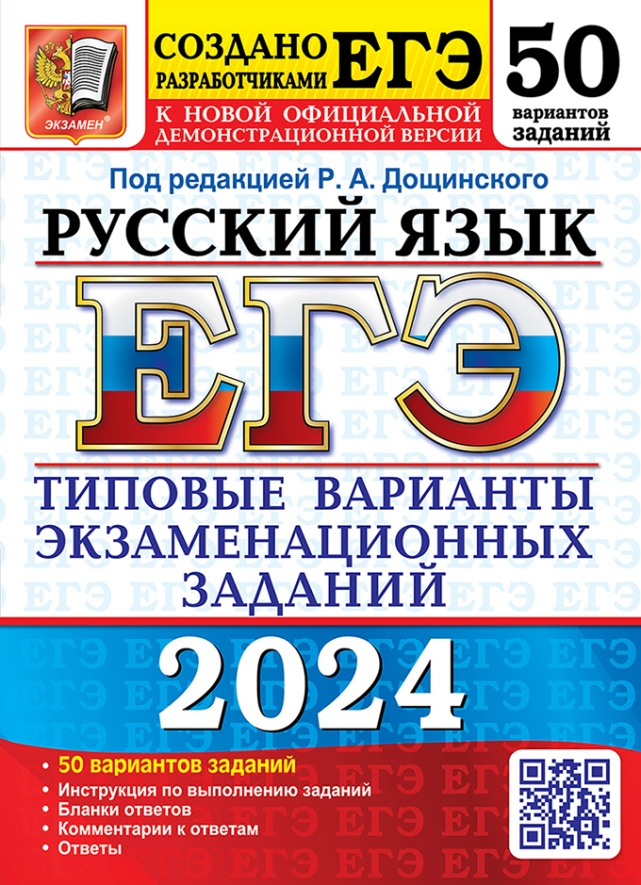 ЭКЗАМЕН®
СОЗДАНО
РАЗРАБОТЧИКАМИ ЕГЭ
К НОВОЙ ОФИЦИАЛЬНОЙ
ДЕМОНСТРАЦИОННОЙ ВЕРСИИ
50
вариантов
заданий
Под редакцией Р. А. Дощинского
РУССКИЙ ЯЗЫК
ЕГЭ
ТИПОВЫЕ ВАРИАНТЫ
ЭКЗАМЕНАЦИОННЫХ
ЗАДАНИЙ
2024
• 50 вариантов заданий
• Инструкция по выполнению заданий
• Бланки ответов
• Комментарии к ответам
• Ответы